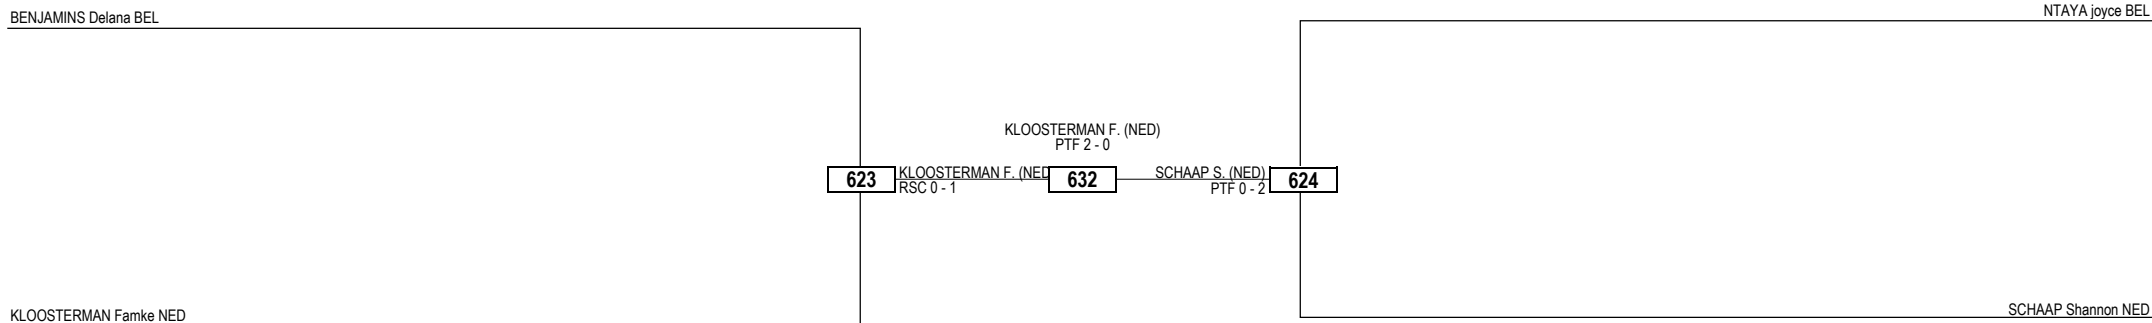 BENJAMINS Delana BEL
NTAYA joyce BEL
KLOOSTERMAN F. (NED)
PTF 2 - 0
623
KLOOSTERMAN F. (NED
RSC 0 - 1
632
SCHAAP S. (NED)
PTF 0 - 2
624
KLOOSTERMAN Famke NED
SCHAAP Shannon NED